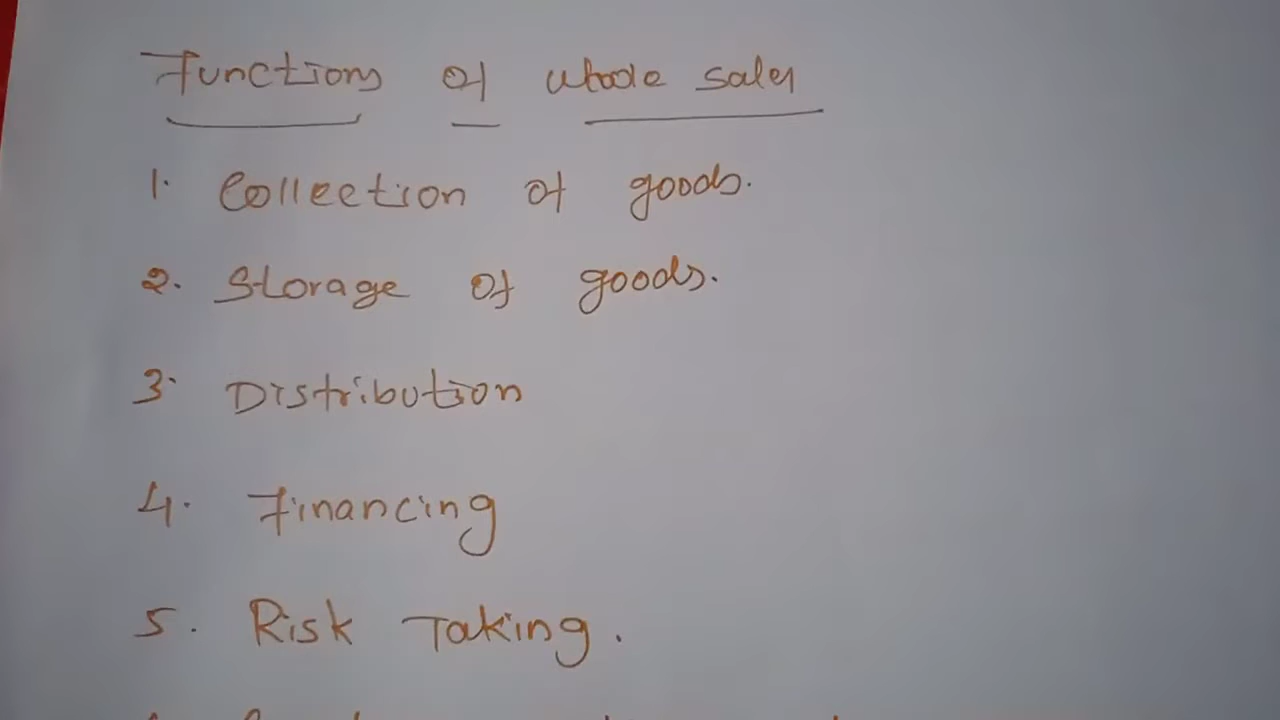 Functions of whole saler
1. Collection of goods.
2. Storage of goods.
3. Distribution
4. Financing
5. Risk Taking.